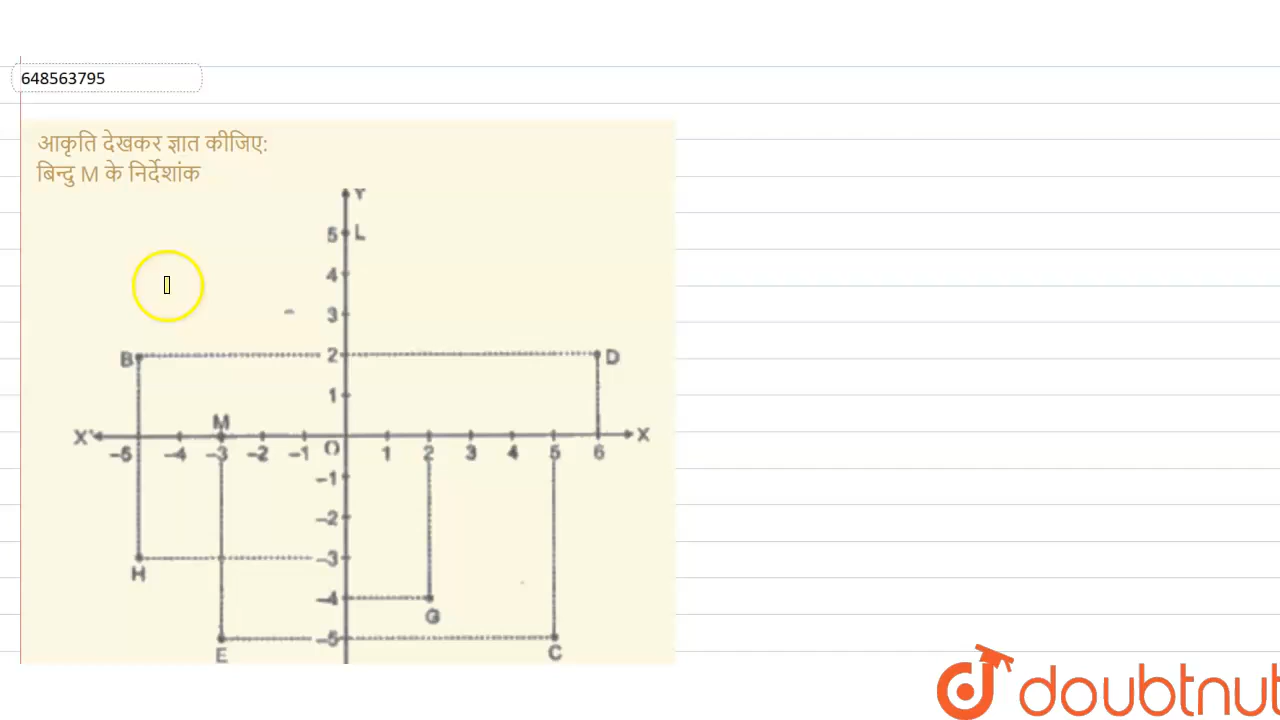 648563795
आकृति देखकर ज्ञात कीजिए:
बिन्दु M के निर्देशांक
Y
5 L
4
3
B 2 D
1
M
X' X
-5 -4 -3 -2 -1 O 1 2 3 4 5 6
-1
-2
-3
H
-4
G
-5
E C
doubtnut